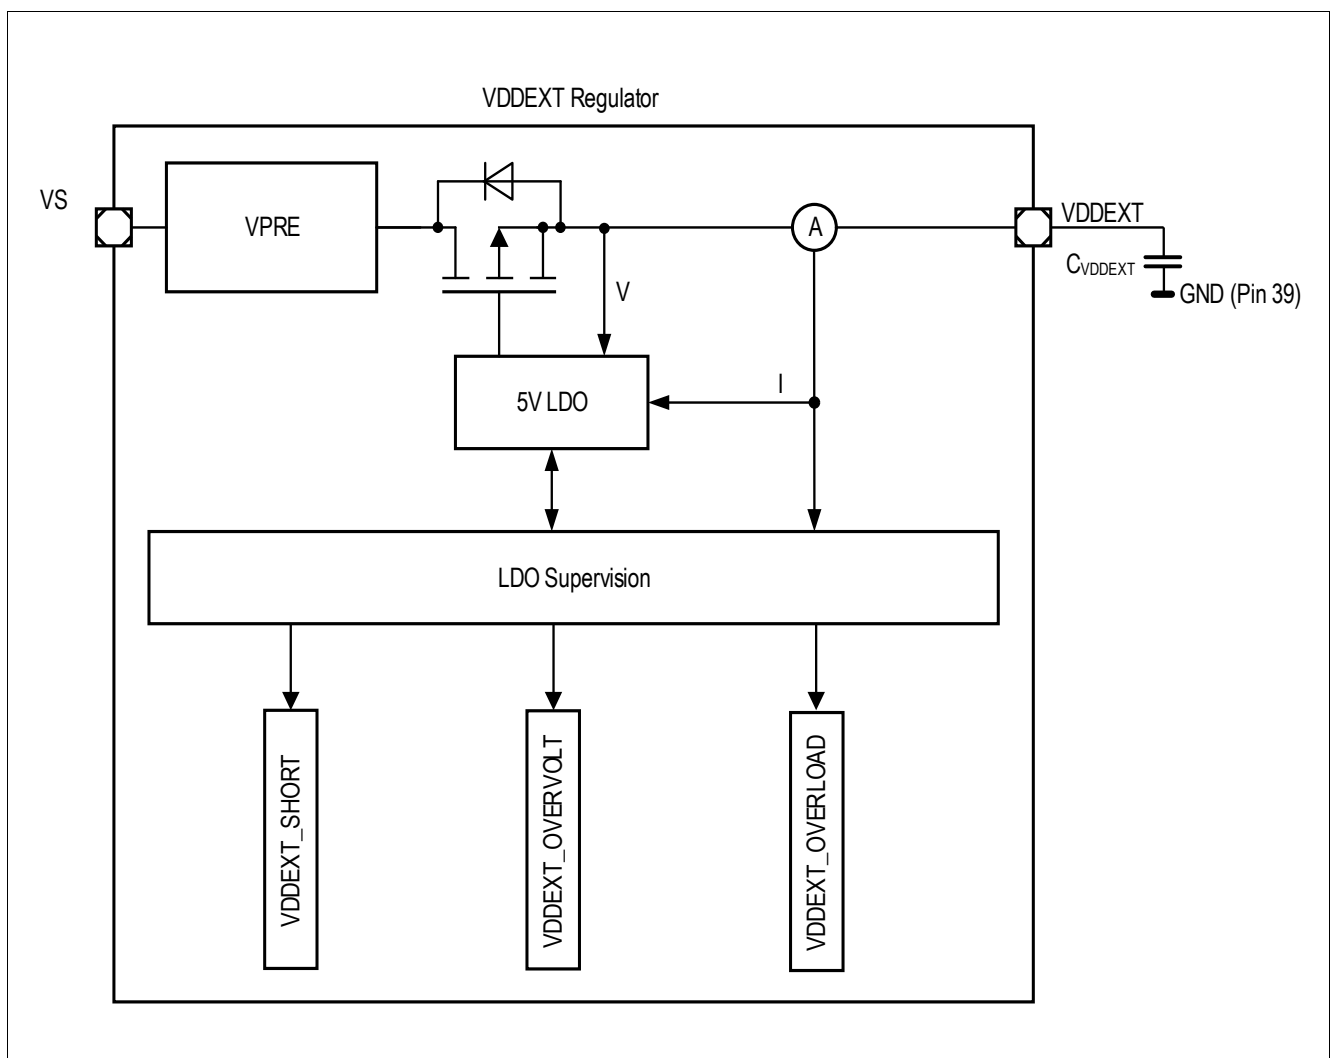 VDDEXT Regulator
VS
VPRE
VDDEXT
A
CVDDEXT
GND (Pin 39)
V
I
5V LDO
LDO Supervision
VDDEXT_SHORT
VDDEXT_OVERVOLT
VDDEXT_OVERLOAD